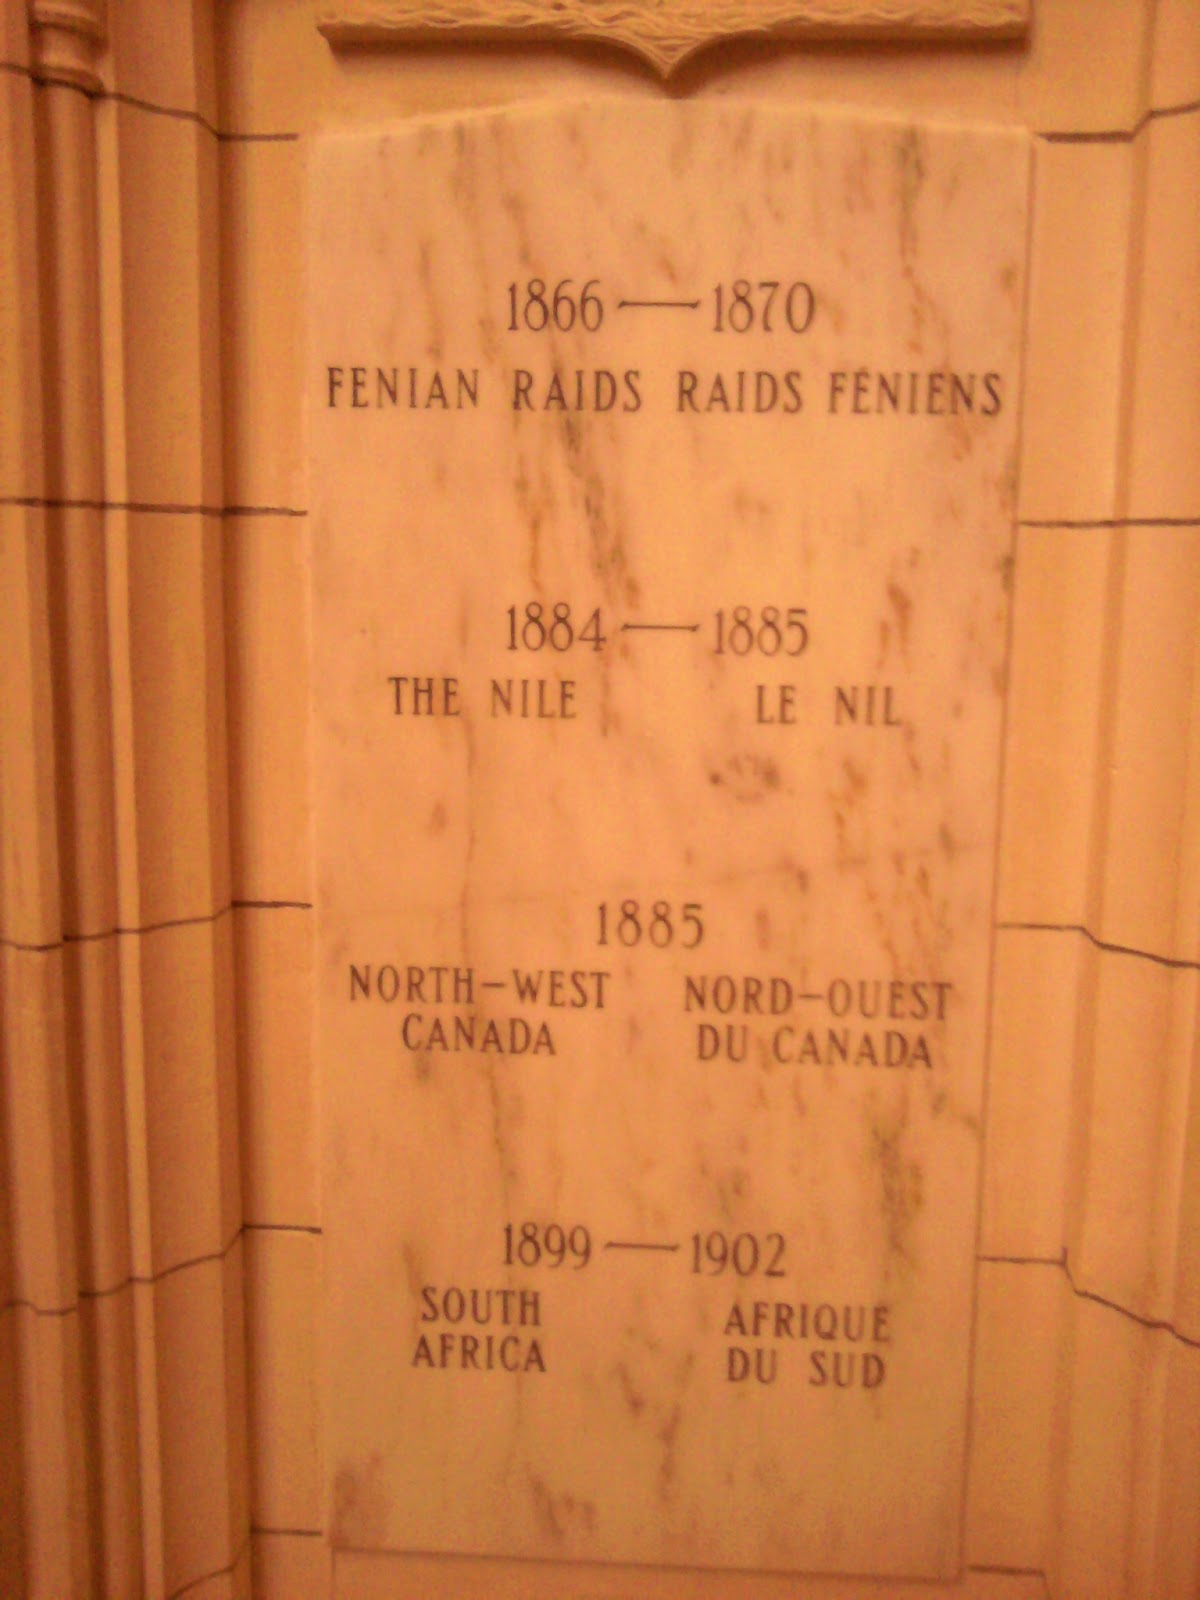 1866 — 1870
FENIAN RAIDS RAIDS FÉNIENS
1884 — 1885
THE NILE LE NIL
1885
NORTH-WEST NORD-OUEST
CANADA DU CANADA
1899 — 1902
SOUTH AFRIQUE
AFRICA DU SUD